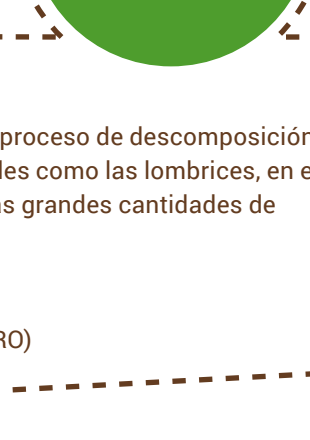 proceso de descomposición
les como las lombrices, en e
as grandes cantidades de
RO)